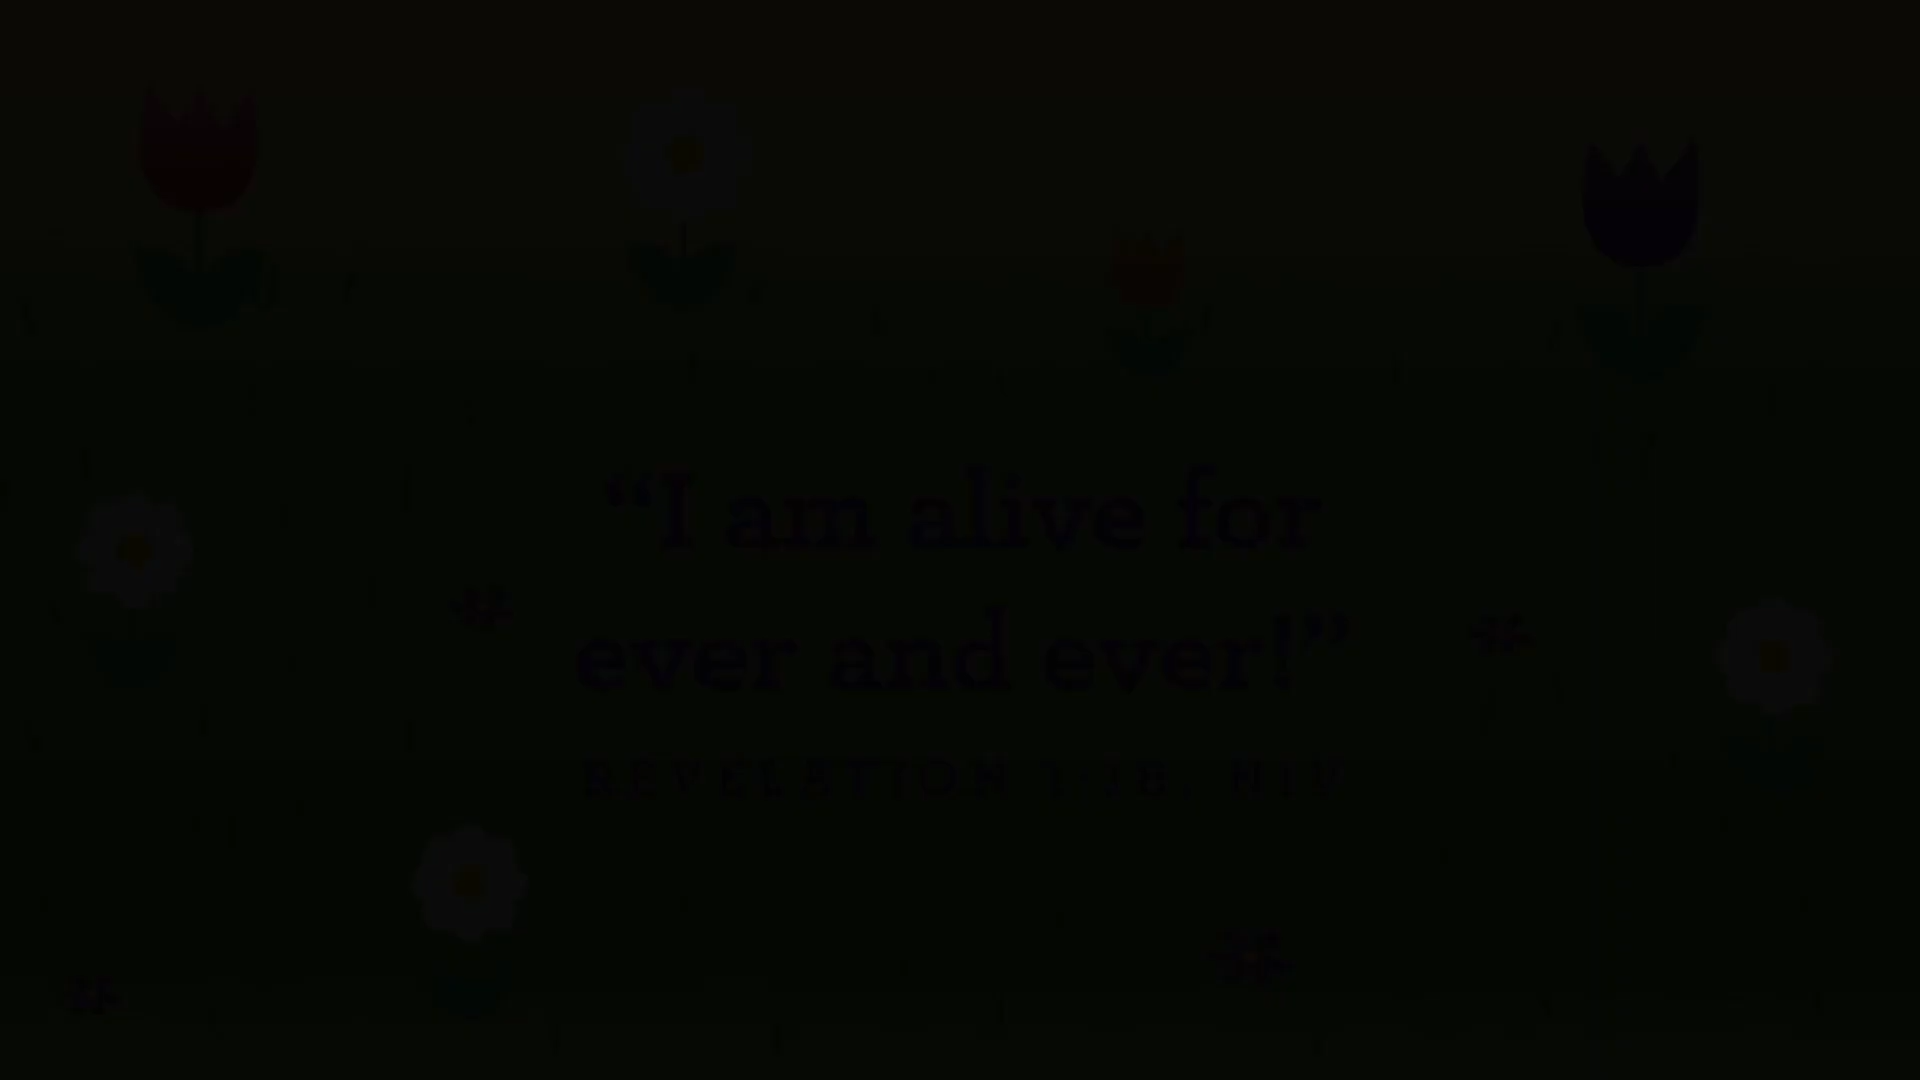 “I am alive for
ever and ever!”
REVELATION 1:18, NIV